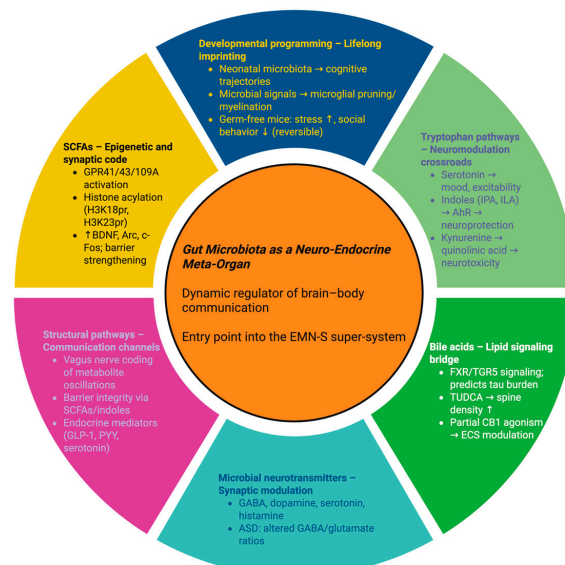 Developmental programming – Lifelong
imprinting
• Neonatal microbiota → cognitive
trajectories
• Microbial signals → microglial pruning/
myelination
• Germ-free mice: stress ↑, social
behavior ↓ (reversible)
Tryptophan pathways
– Neuromodulation
crossroads
• Serotonin →
mood, excitability
• Indoles (IPA, ILA)
→ AhR →
neuroprotection
• Kynurenine →
quinolinic acid →
neurotoxicity
Bile acids – Lipid signaling
bridge
• FXR/TGR5 signaling;
predicts tau burden
• TUDCA → spine
density ↑
• Partial CB1 agonism
→ ECS modulation
Microbial neurotransmitters –
Synaptic modulation
• GABA, dopamine, serotonin,
histamine
• ASD: altered GABA/glutamate
ratios
Structural pathways –
Communication channels
• Vagus nerve coding
of metabolite
oscillations
• Barrier integrity via
SCFAs/indoles
• Endocrine mediators
(GLP-1, PYY,
serotonin)
SCFAs – Epigenetic and
synaptic code
• GPR41/43/109A
activation
• Histone acylation
(H3K18pr,
H3K23pr)
• ↑BDNF, Arc, c-
Fos; barrier
strengthening
Gut Microbiota as a Neuro-Endocrine
Meta-Organ
Dynamic regulator of brain–body
communication
Entry point into the EMN-S super-system